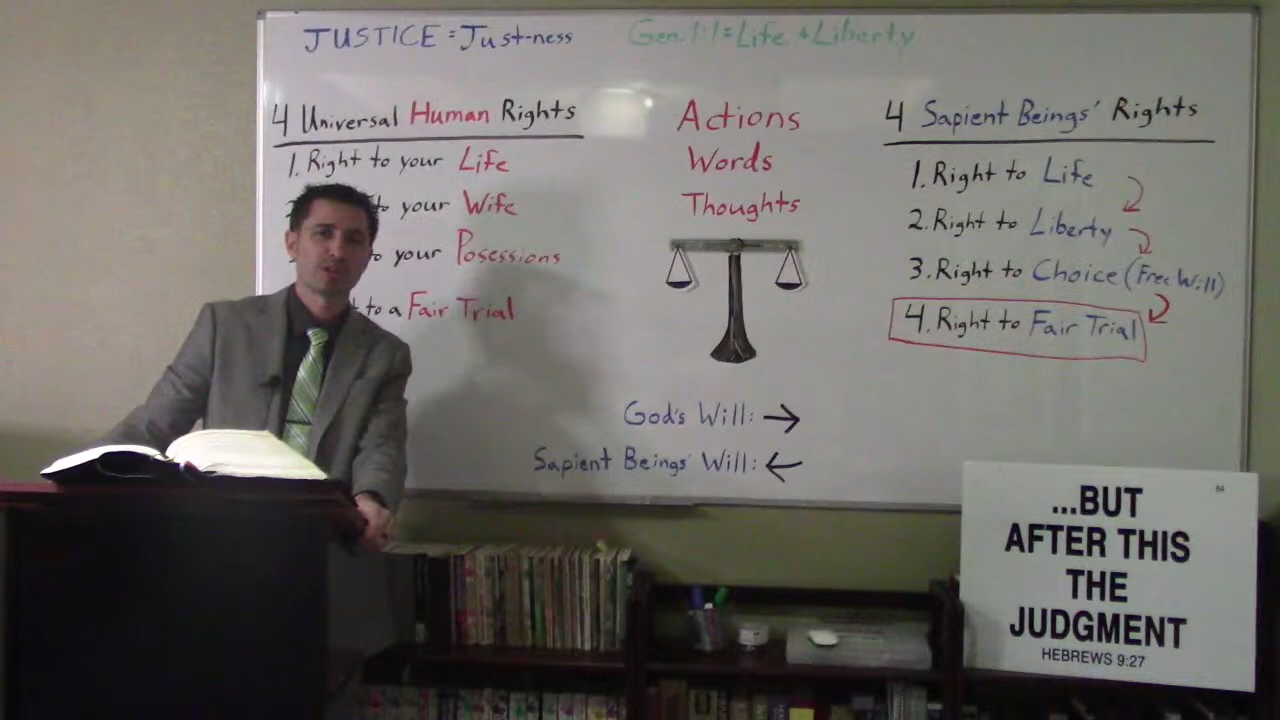 JUSTICE = Just-ness
Gen. 1:1 = Life & Liberty
4 Universal Human Rights
1. Right to your Life
to your Wife
to your Posessions
to a Fair Trial
Actions
Words
Thoughts
God's Will: →
Sapient Beings' Will: ←
4 Sapient Beings' Rights
1. Right to Life
2. Right to Liberty
3. Right to Choice (Free Will)
4. Right to Fair Trial
64
...BUT
AFTER THIS
THE
JUDGMENT
HEBREWS 9:27